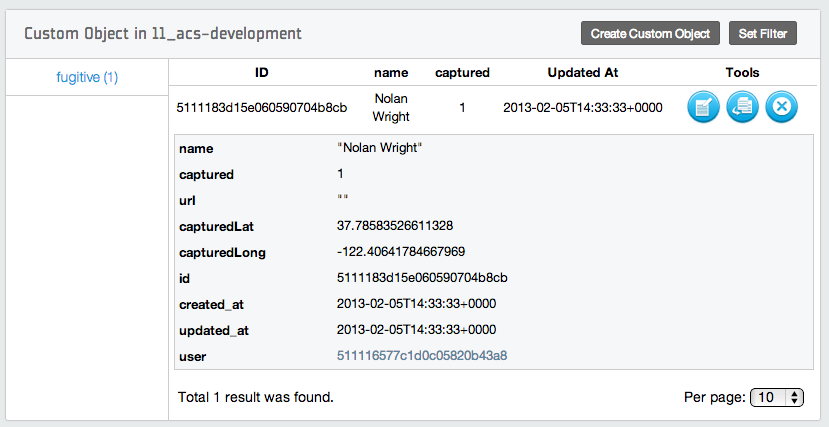 Custom Object in ll_acs-development
Create Custom Object
Set Filter
fugitive (1)
ID name captured Updated At Tools
5111183d15e060590704b8cb Nolan Wright 1 2013-02-05T14:33:33+0000
name "Nolan Wright"
captured 1
url ""
capturedLat 37.78583526611328
capturedLong -122.40641784667969
id 5111183d15e060590704b8cb
created_at 2013-02-05T14:33:33+0000
updated_at 2013-02-05T14:33:33+0000
user 511116577c1d0c05820b43a8
Total 1 result was found.
Per page: 10